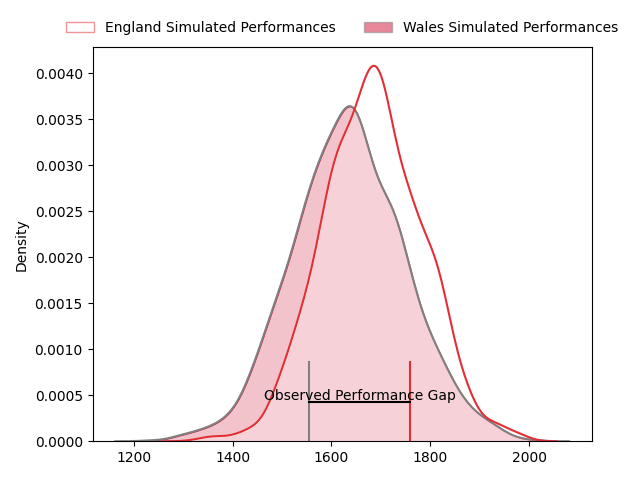 England Simulated Performances
Wales Simulated Performances
0.0040
0.0035
0.0030
0.0025
0.0020
0.0015
0.0010
0.0005
0.0000
Density
Observed Performance Gap
1200 1400 1600 1800 2000